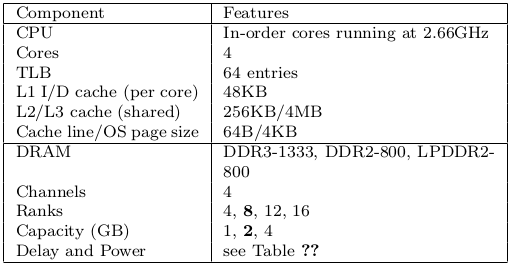 Component Features
CPU In-order cores running at 2.66GHz
Cores 4
TLB 64 entries
L1 I/D cache (per core) 48KB
L2/L3 cache (shared) 256KB/4MB
Cache line/OS page size 64B/4KB
DRAM DDR3-1333, DDR2-800, LPDDR2-
800
Channels 4
Ranks 4, 8, 12, 16
Capacity (GB) 1, 2, 4
Delay and Power see Table ??